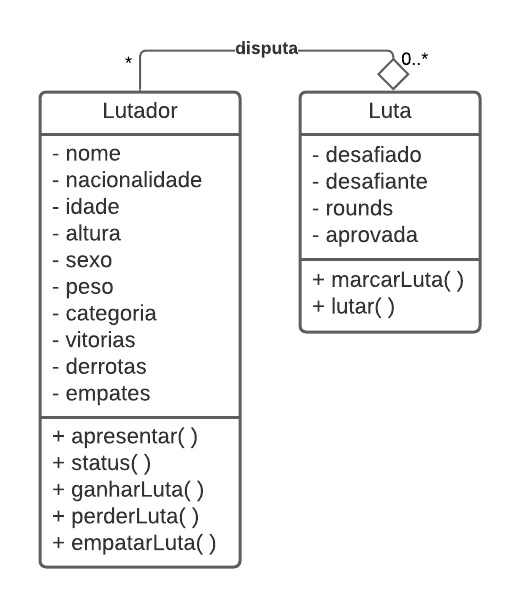 disputa
*
0..*
Lutador
- nome
- nacionalidade
- idade
- altura
- sexo
- peso
- categoria
- vitorias
- derrotas
- empates
+ apresentar( )
+ status( )
+ ganharLuta( )
+ perderLuta( )
+ empatarLuta( )
Luta
- desafiado
- desafiante
- rounds
- aprovada
+ marcarLuta( )
+ lutar( )